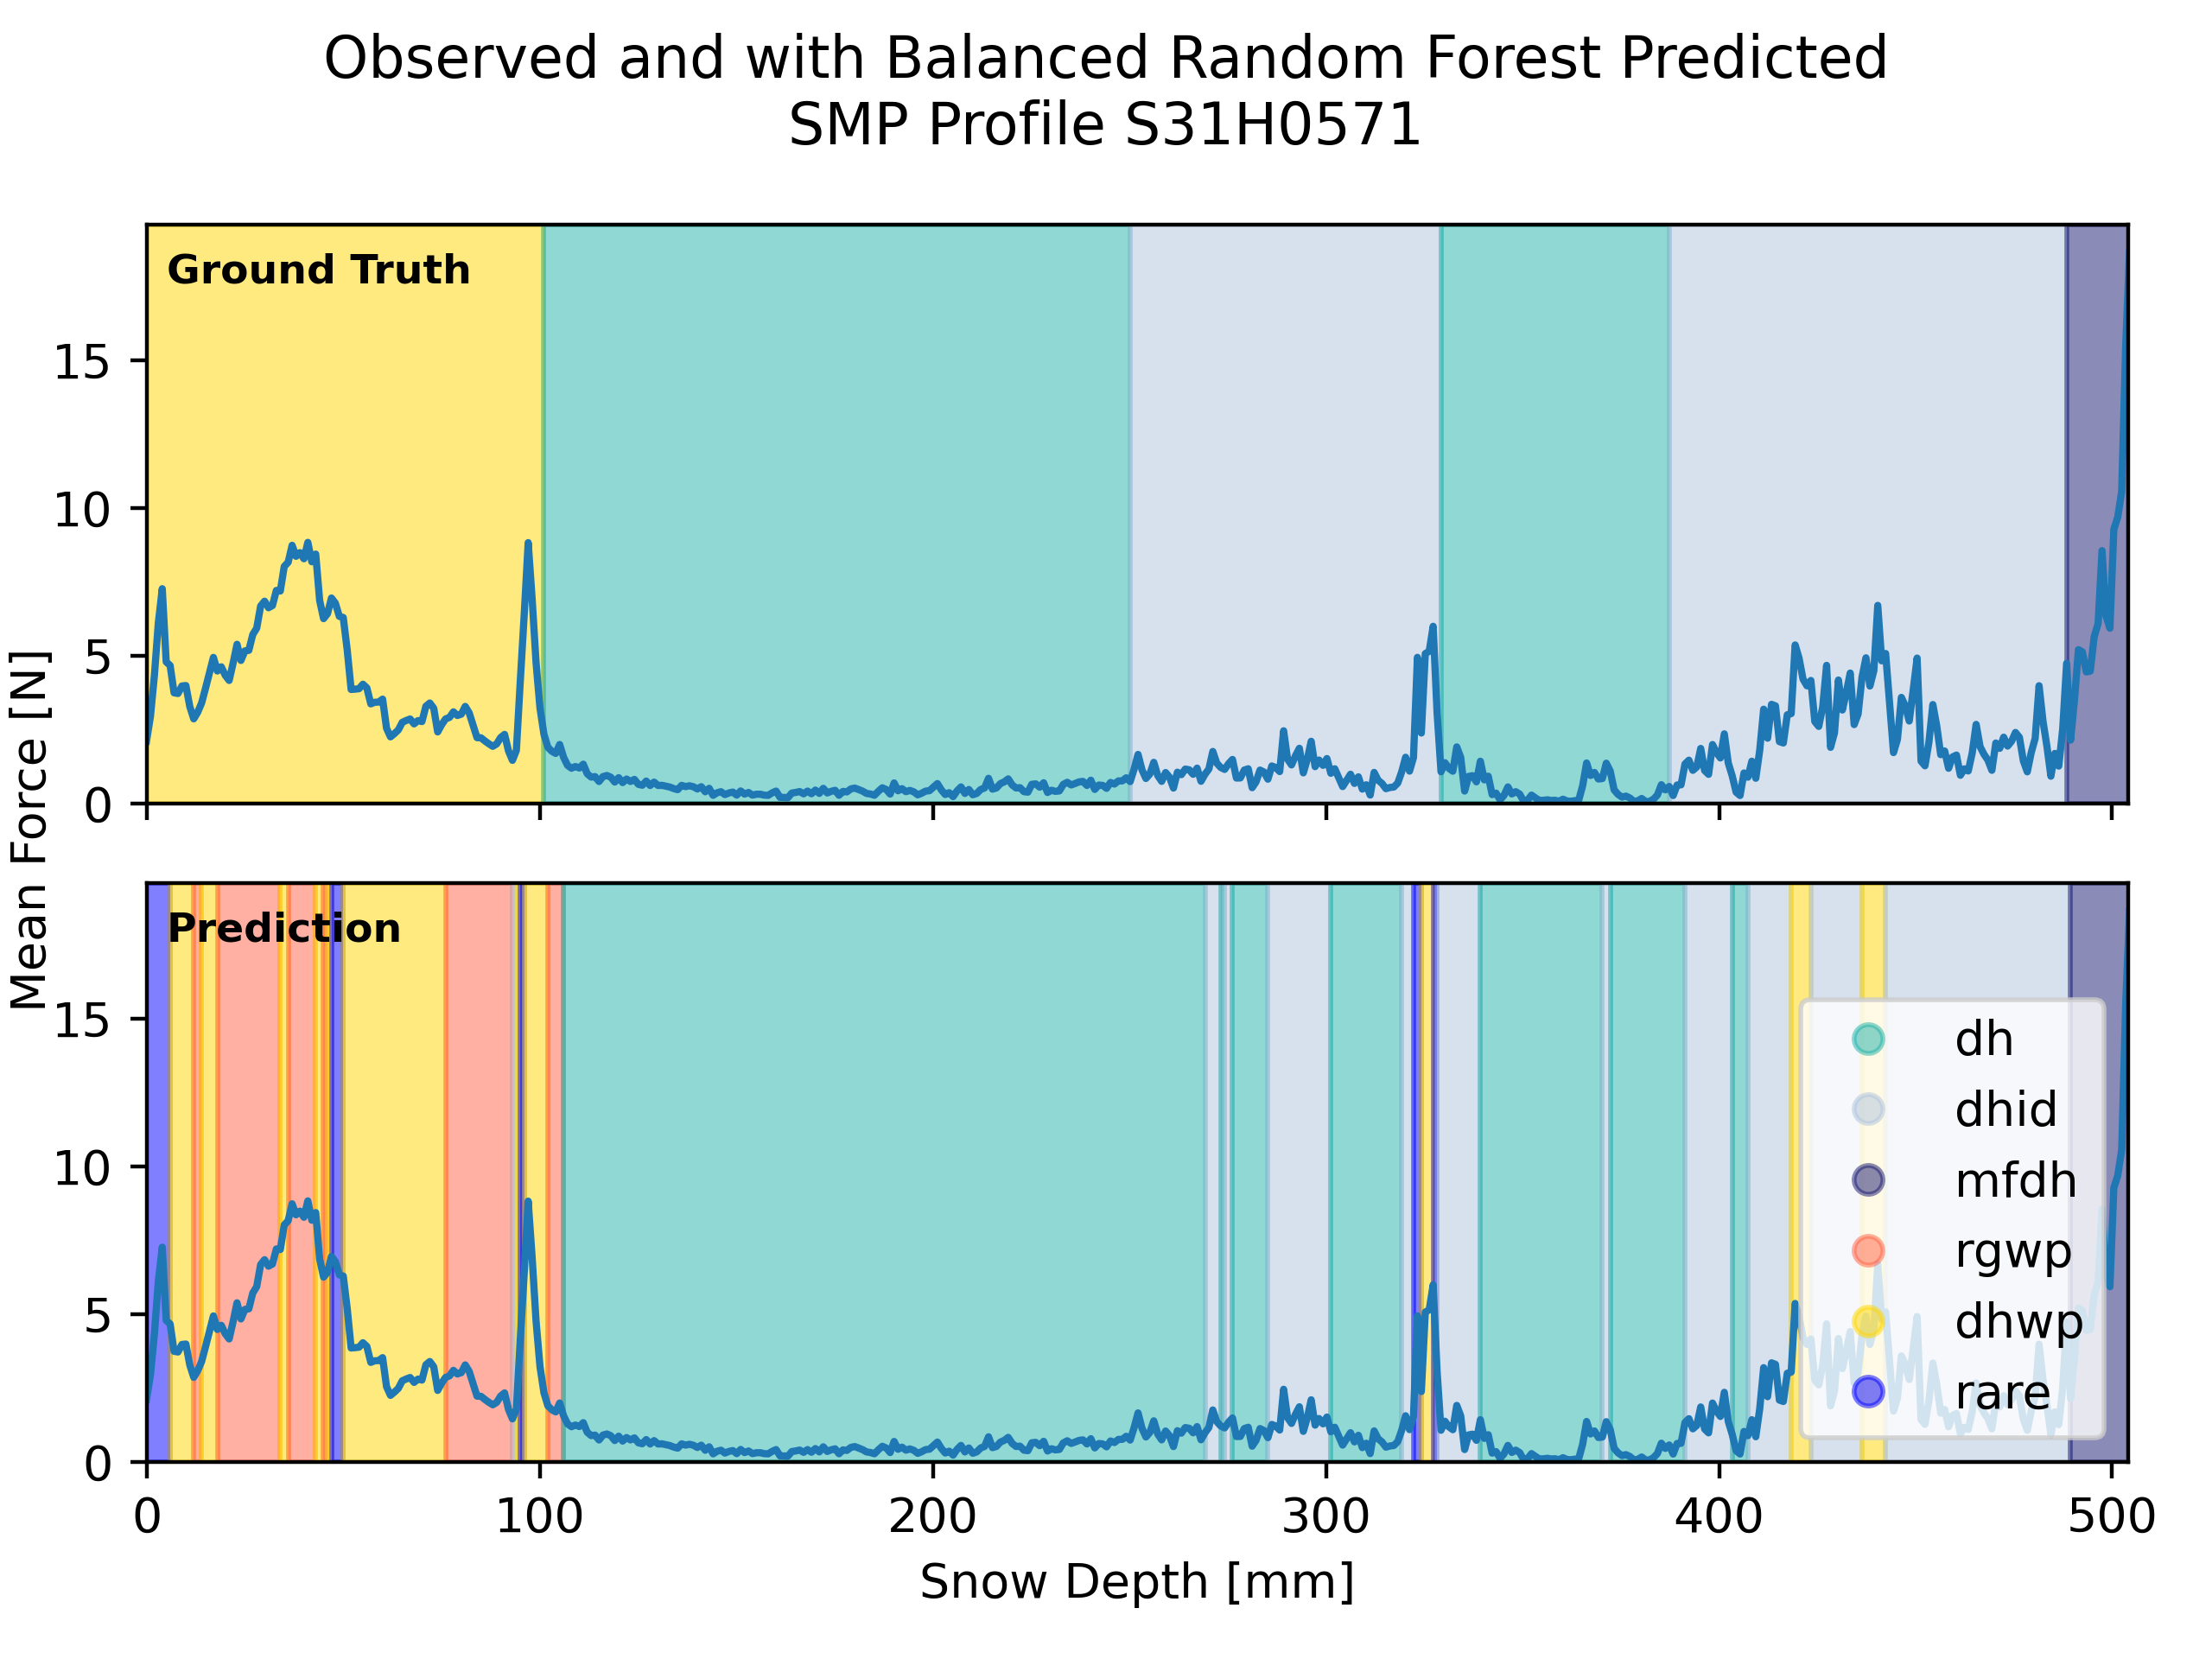 Observed and with Balanced Random Forest Predicted
SMP Profile S31H0571
Mean Force [N]
Ground Truth
15
10
5
0
Prediction
15
10
5
0
dh
dhid
mfdh
rgwp
dhwp
rare
0 100 200 300 400 500
Snow Depth [mm]